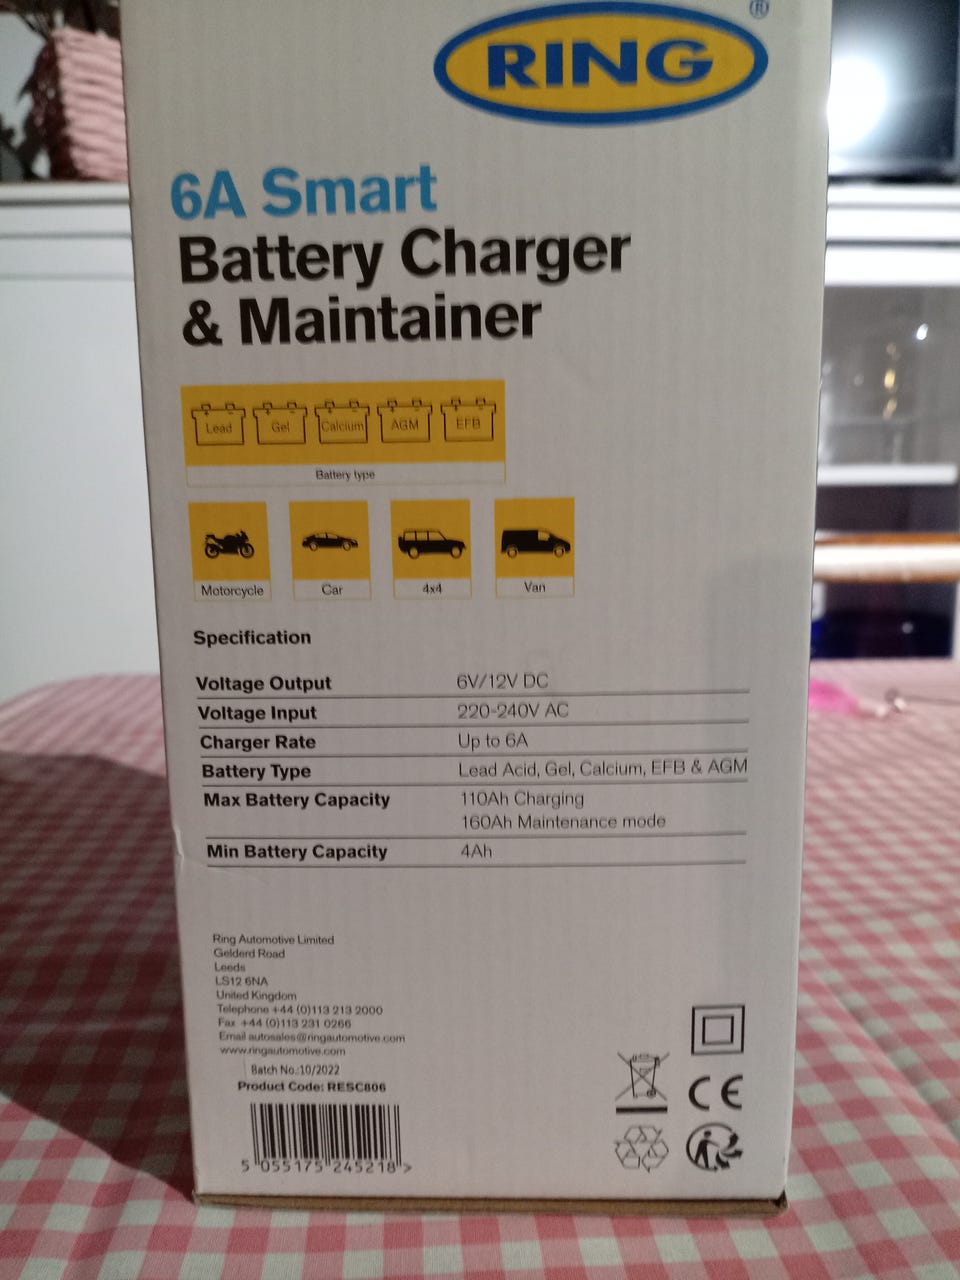 RING ®
6A Smart
Battery Charger
& Maintainer
Lead Gel Calcium AGM EFB
Battery type
Motorcycle Car 4x4 Van
Specification
Voltage Output 6V/12V DC
Voltage Input 220-240V AC
Charger Rate Up to 6A
Battery Type Lead Acid, Gel, Calcium, EFB & AGM
Max Battery Capacity 110Ah Charging
160Ah Maintenance mode
Min Battery Capacity 4Ah
Ring Automotive Limited
Gelderd Road
Leeds
LS12 6NA
United Kingdom
Telephone +44 (0)113 213 2000
Fax +44 (0)113 231 0266
Email autosales@ringautomotive.com
www.ringautomotive.com
Batch No.:10/2022
Product Code: RESC806
5 055175 245218 >
CE